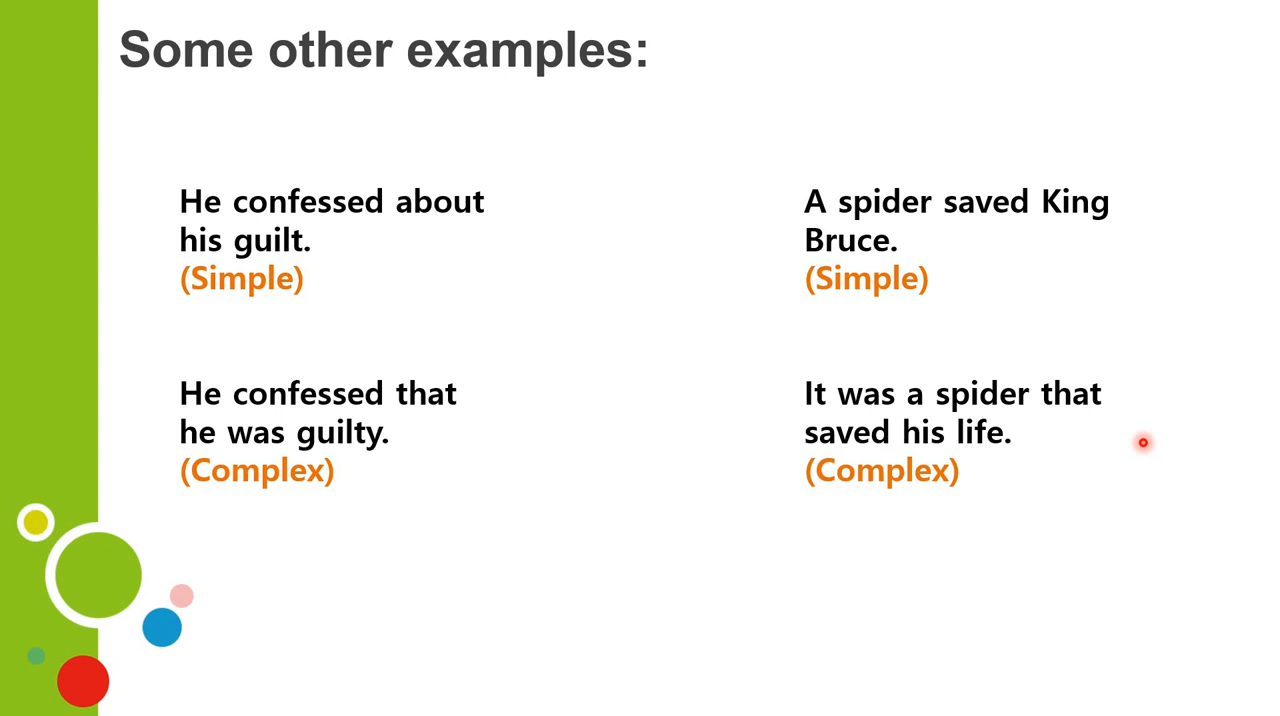 Some other examples:
He confessed about
his guilt.
(Simple)
He confessed that
he was guilty.
(Complex)
A spider saved King
Bruce.
(Simple)
It was a spider that
saved his life.
(Complex)